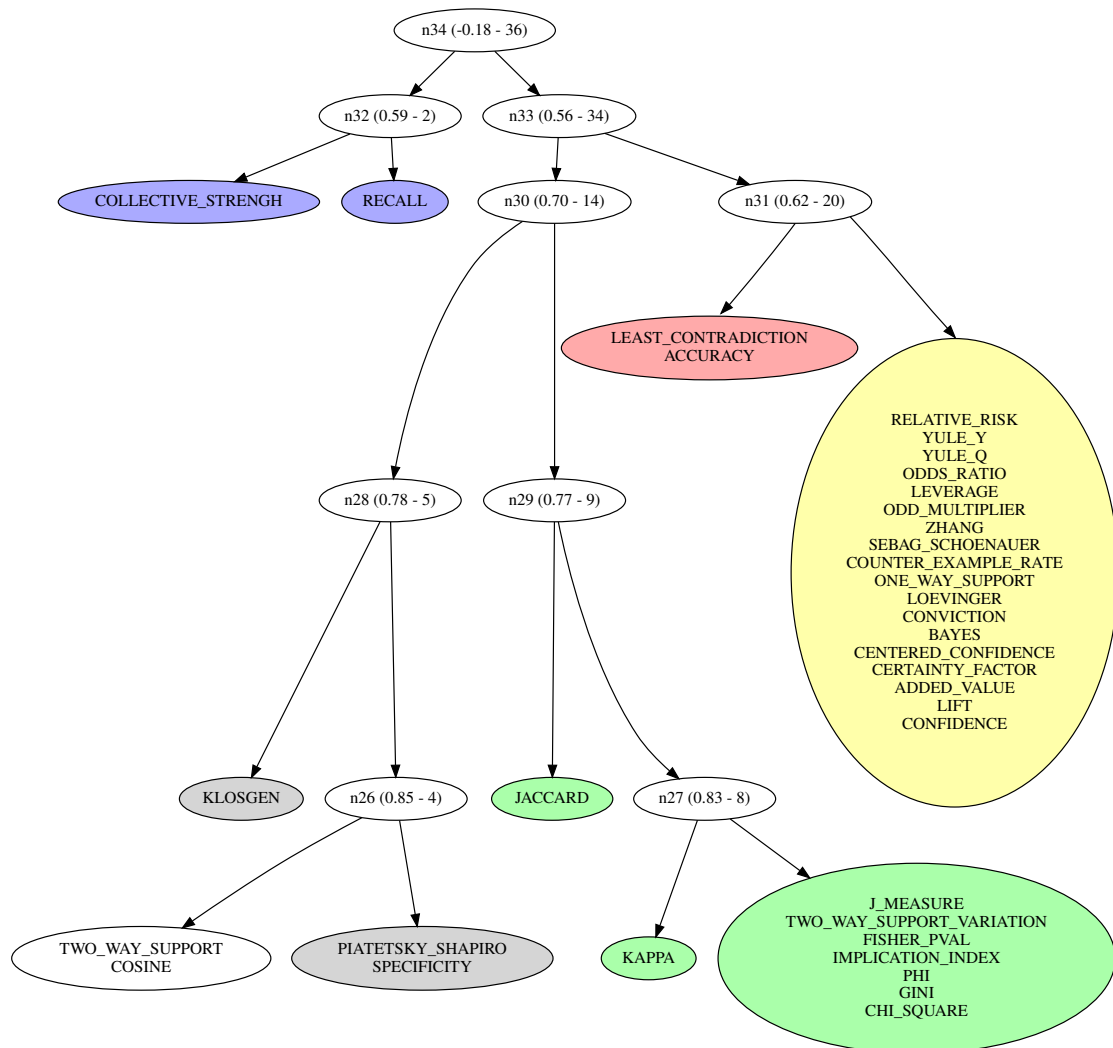 n34 (-0.18 - 36)
n32 (0.59 - 2)
n33 (0.56 - 34)
COLLECTIVE_STRENGH
RECALL
n30 (0.70 - 14)
n31 (0.62 - 20)
LEAST_CONTRADICTION
ACCURACY
RELATIVE_RISK
YULE_Y
YULE_Q
ODDS_RATIO
LEVERAGE
ODD_MULTIPLIER
ZHANG
SEBAG_SCHOENAUER
COUNTER_EXAMPLE_RATE
ONE_WAY_SUPPORT
LOEVINGER
CONVICTION
BAYES
CENTERED_CONFIDENCE
CERTAINTY_FACTOR
ADDED_VALUE
LIFT
CONFIDENCE
n28 (0.78 - 5)
n29 (0.77 - 9)
KLOSGEN
n26 (0.85 - 4)
JACCARD
n27 (0.83 - 8)
TWO_WAY_SUPPORT
COSINE
PIATETSKY_SHAPIRO
SPECIFICITY
KAPPA
J_MEASURE
TWO_WAY_SUPPORT_VARIATION
FISHER_PVAL
IMPLICATION_INDEX
PHI
GINI
CHI_SQUARE